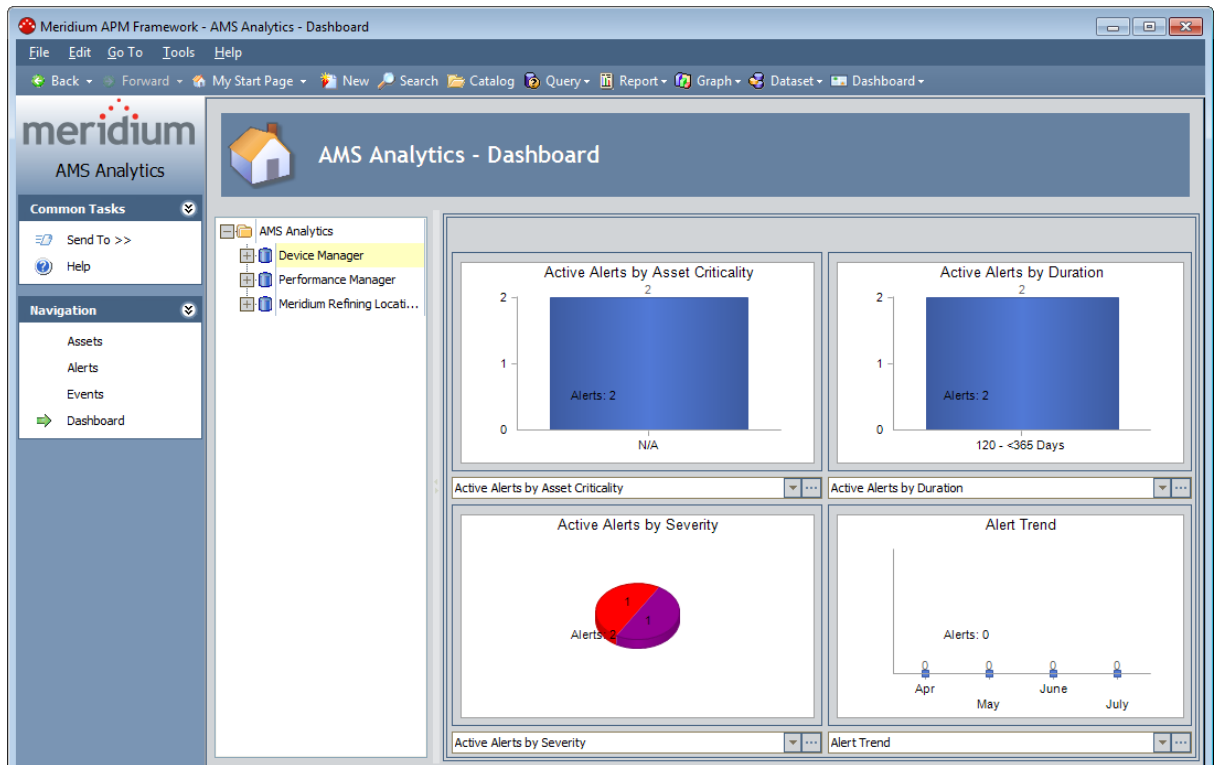 Meridium APM Framework - AMS Analytics - Dashboard
File Edit Go To Tools Help
Back Forward My Start Page New Search Catalog Query Report Graph Dataset Dashboard
meridium
AMS Analytics
AMS Analytics - Dashboard
Common Tasks
Send To >>
Help
Navigation
Assets
Alerts
Events
Dashboard
AMS Analytics
Device Manager
Performance Manager
Meridium Refining Locati...
Active Alerts by Asset Criticality
2
2
1
0
Alerts: 2
N/A
Active Alerts by Asset Criticality
Active Alerts by Duration
2
2
1
0
Alerts: 2
120 - <365 Days
Active Alerts by Duration
Active Alerts by Severity
1
1
Alerts: 2
Active Alerts by Severity
Alert Trend
Alerts: 0
0 0 0 0
Apr May June July
Alert Trend